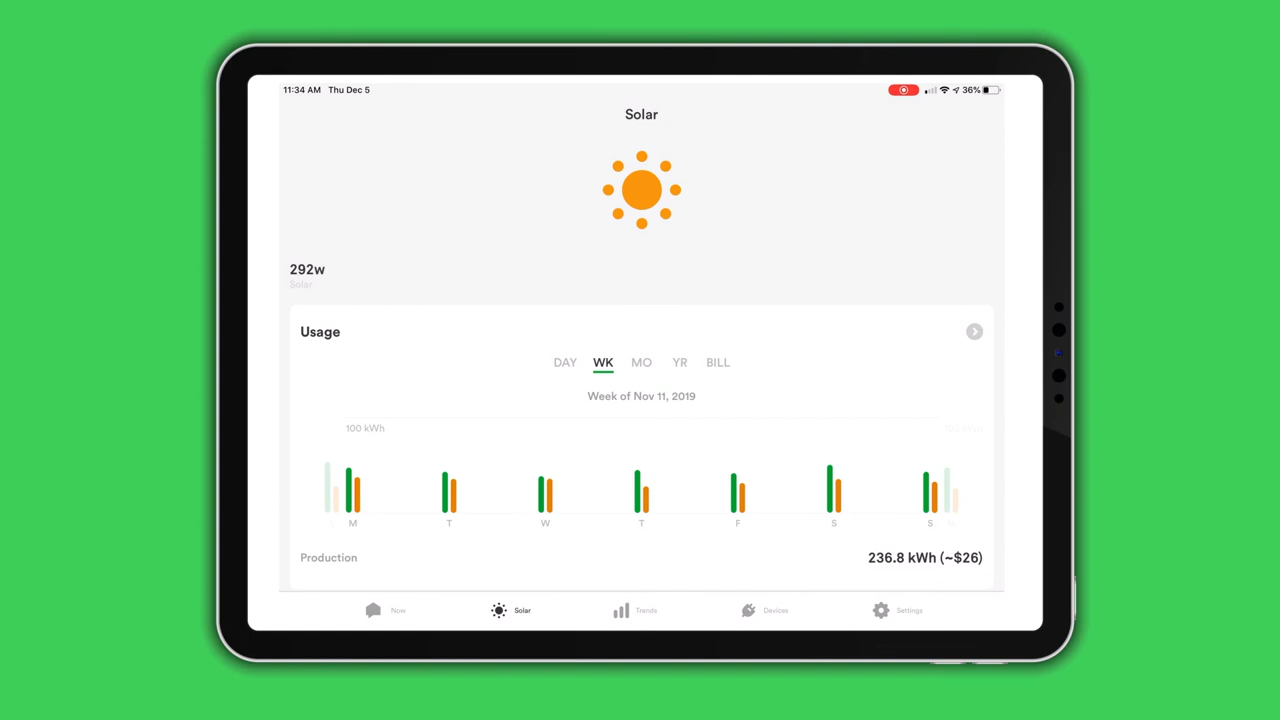 11:34 AM Thu Dec 5 36%
Solar
292w
Solar
Usage
DAY WK MO YR BILL
Week of Nov 11, 2019
100 kWh
M T W T F S S
Production 236.8 kWh (~$26)
Now Solar Trends Devices Settings